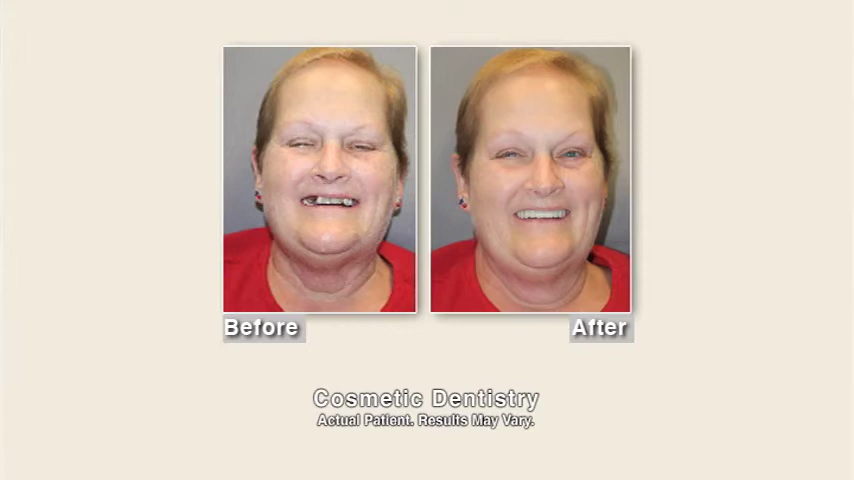 Before
After
Cosmetic Dentistry
Actual Patient. Results May Vary.